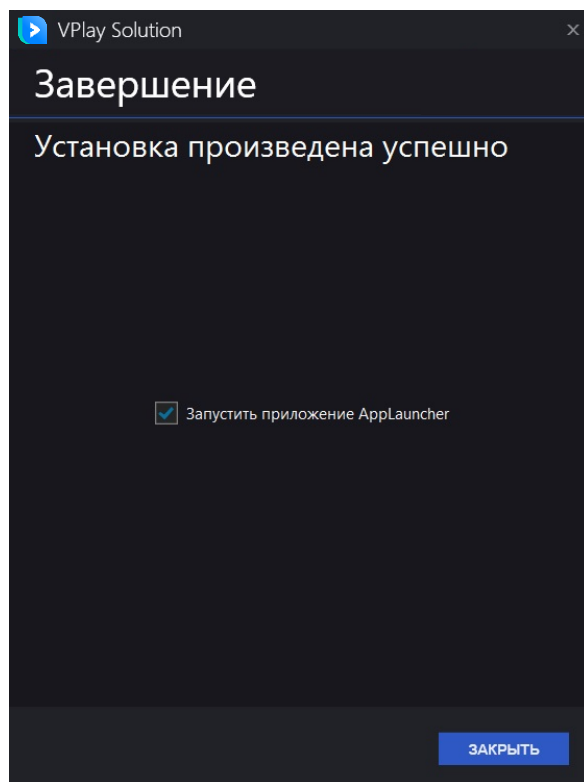 VPlay Solution
Завершение
Установка произведена успешно
Запустить приложение AppLauncher
ЗАКРЫТЬ